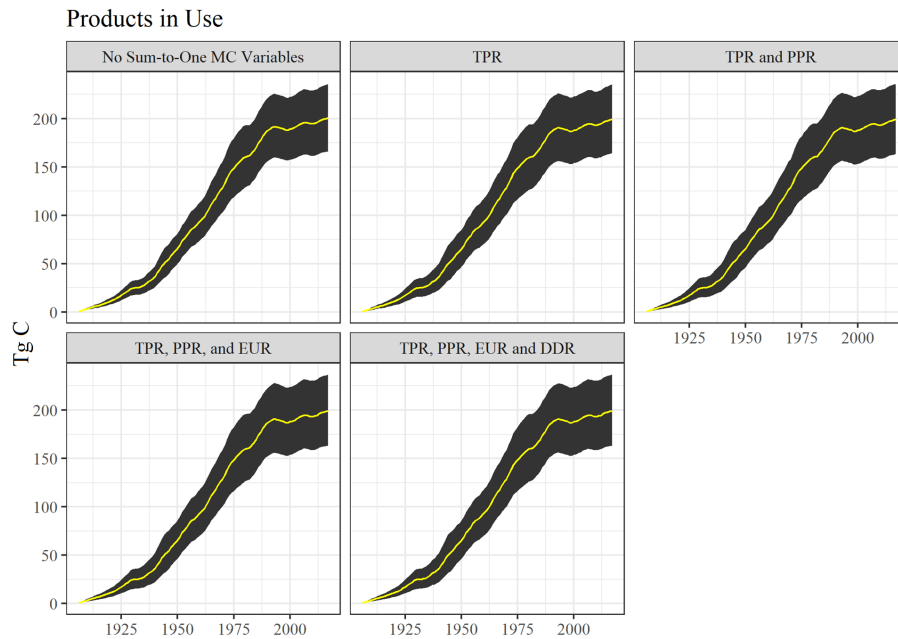 Products in Use
No Sum-to-One MC Variables
TPR
TPR and PPR
200
150
100
50
0
1925 1950 1975 2000
Tg C
TPR, PPR, and EUR
TPR, PPR, EUR and DDR
200
150
100
50
0
1925 1950 1975 2000
1925 1950 1975 2000